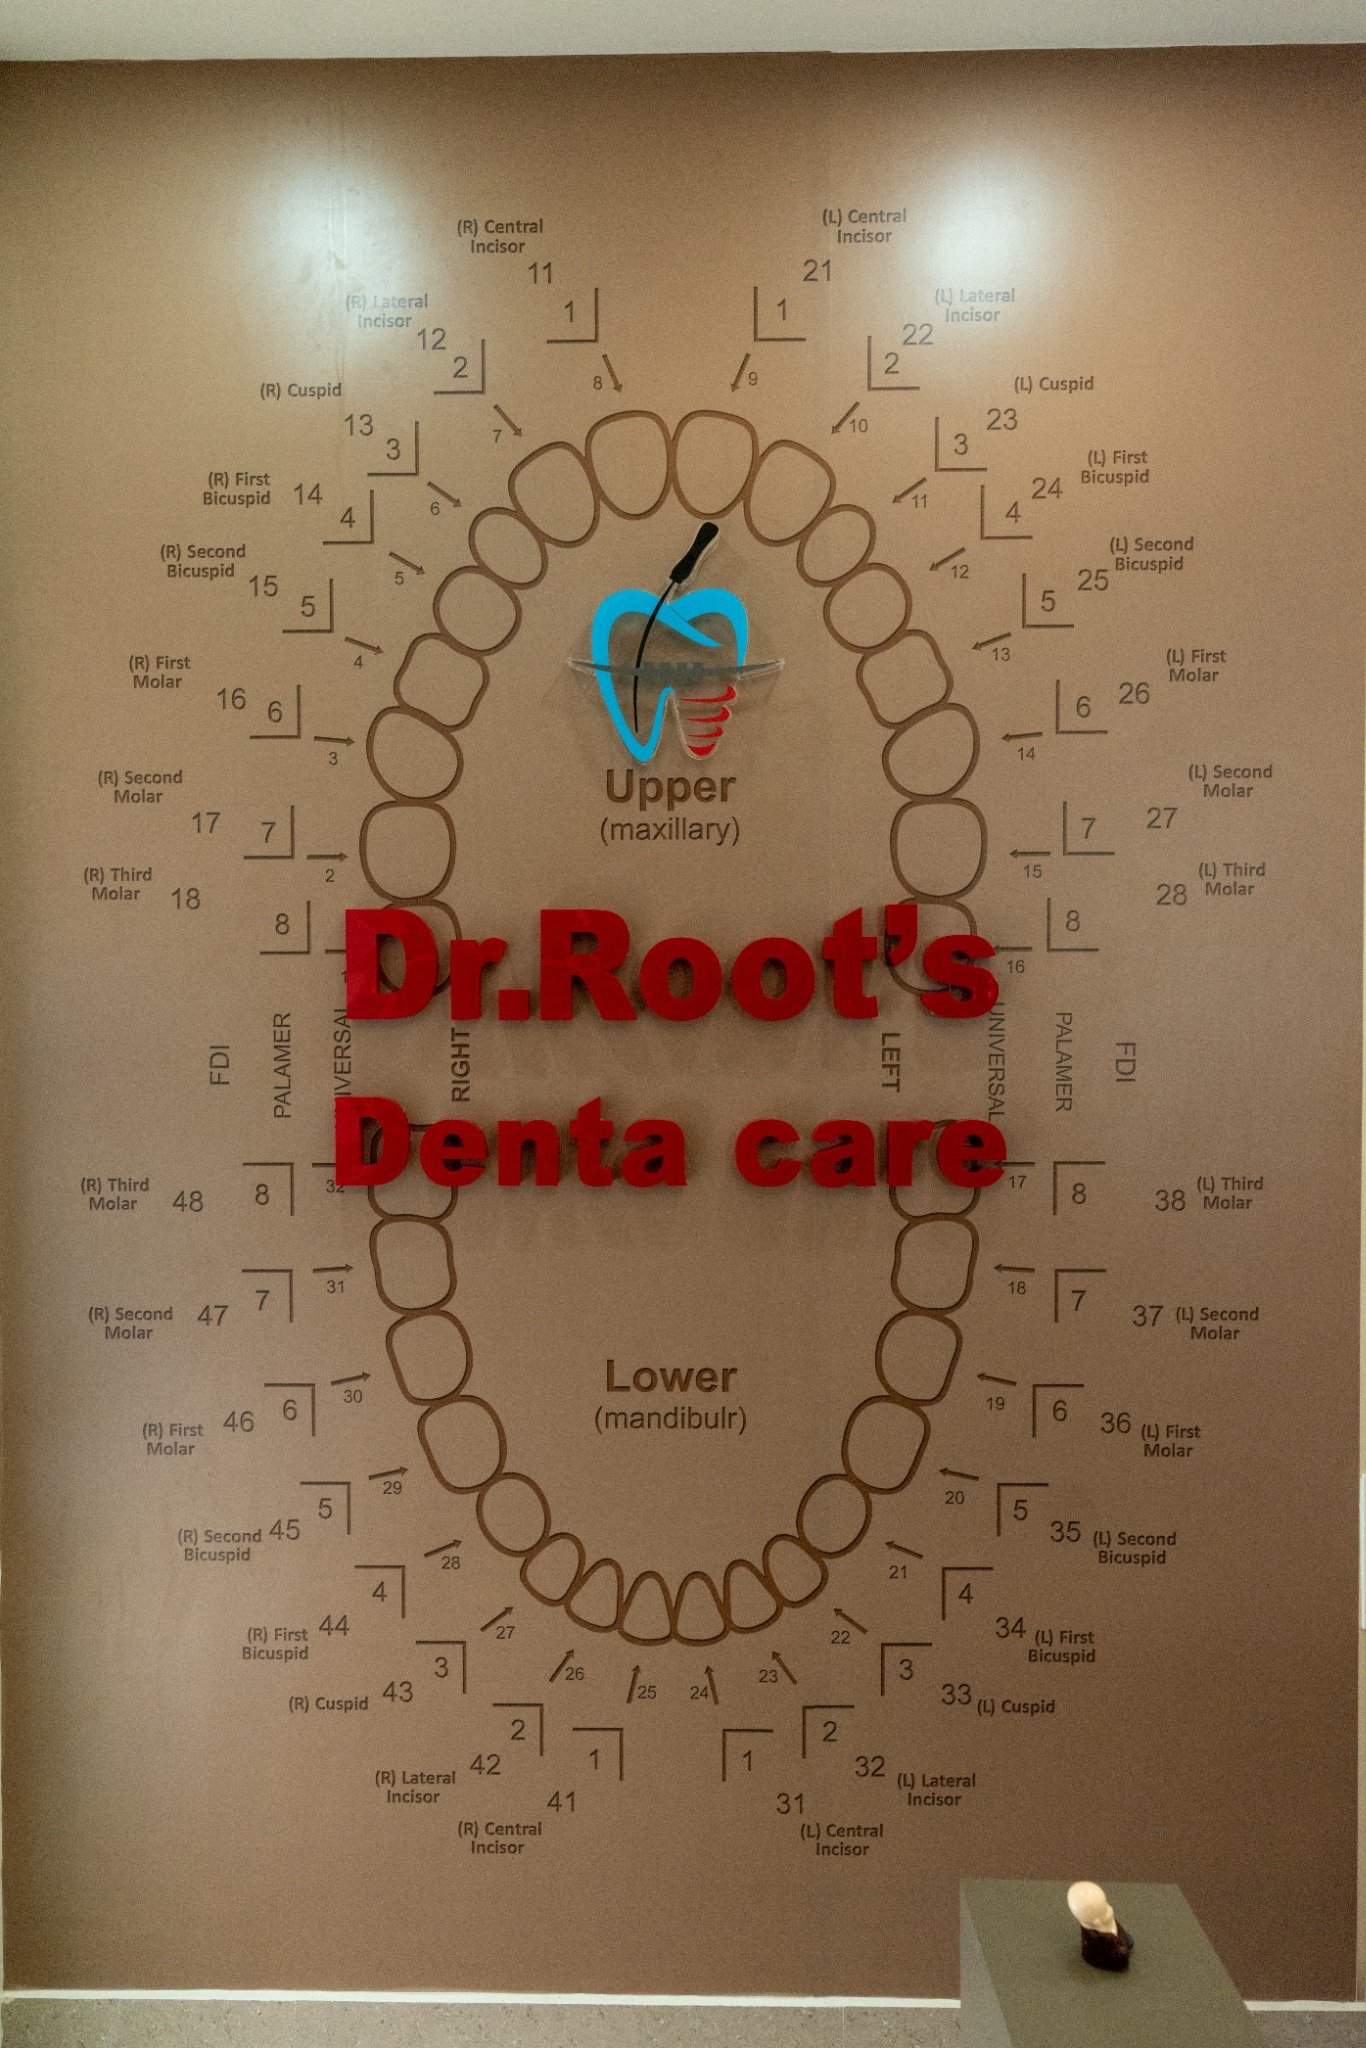 (R) Central
Incisor
11
1
8
(L) Central
Incisor
21
1
9
(R) Lateral
Incisor
12
2
7
(L) Lateral
Incisor
22
2
10
(R) Cuspid
13
3
6
(L) Cuspid
23
3
11
(R) First
Bicuspid
14
4
5
(L) First
Bicuspid
24
4
12
(R) Second
Bicuspid
15
5
4
(L) Second
Bicuspid
25
5
13
(R) First
Molar
16
6
3
(L) First
Molar
26
6
14
(R) Second
Molar
17
7
2
(L) Second
Molar
27
7
15
Upper
(maxillary)
(R) Third
Molar
18
8
(L) Third
Molar
28
8
16
Dr.Root's
FDI
PALAMER
RIGHT
LEFT
UNIVERSAL
PALAMER
FDI
Denta care
(R) Third
Molar
48
8
32
17
8
38
(L) Third
Molar
(R) Second
Molar
47
7
31
18
7
37
(L) Second
Molar
Lower
(mandibulr)
(R) First
Molar
46
6
30
19
6
36
(L) First
Molar
(R) Second
Bicuspid
45
5
29
20
5
35
(L) Second
Bicuspid
(R) First
Bicuspid
44
4
28
21
4
34
(L) First
Bicuspid
(R) Cuspid
43
3
27
22
3
33
(L) Cuspid
(R) Lateral
Incisor
42
2
26
23
2
32
(L) Lateral
Incisor
(R) Central
Incisor
41
1
25
24
1
31
(L) Central
Incisor